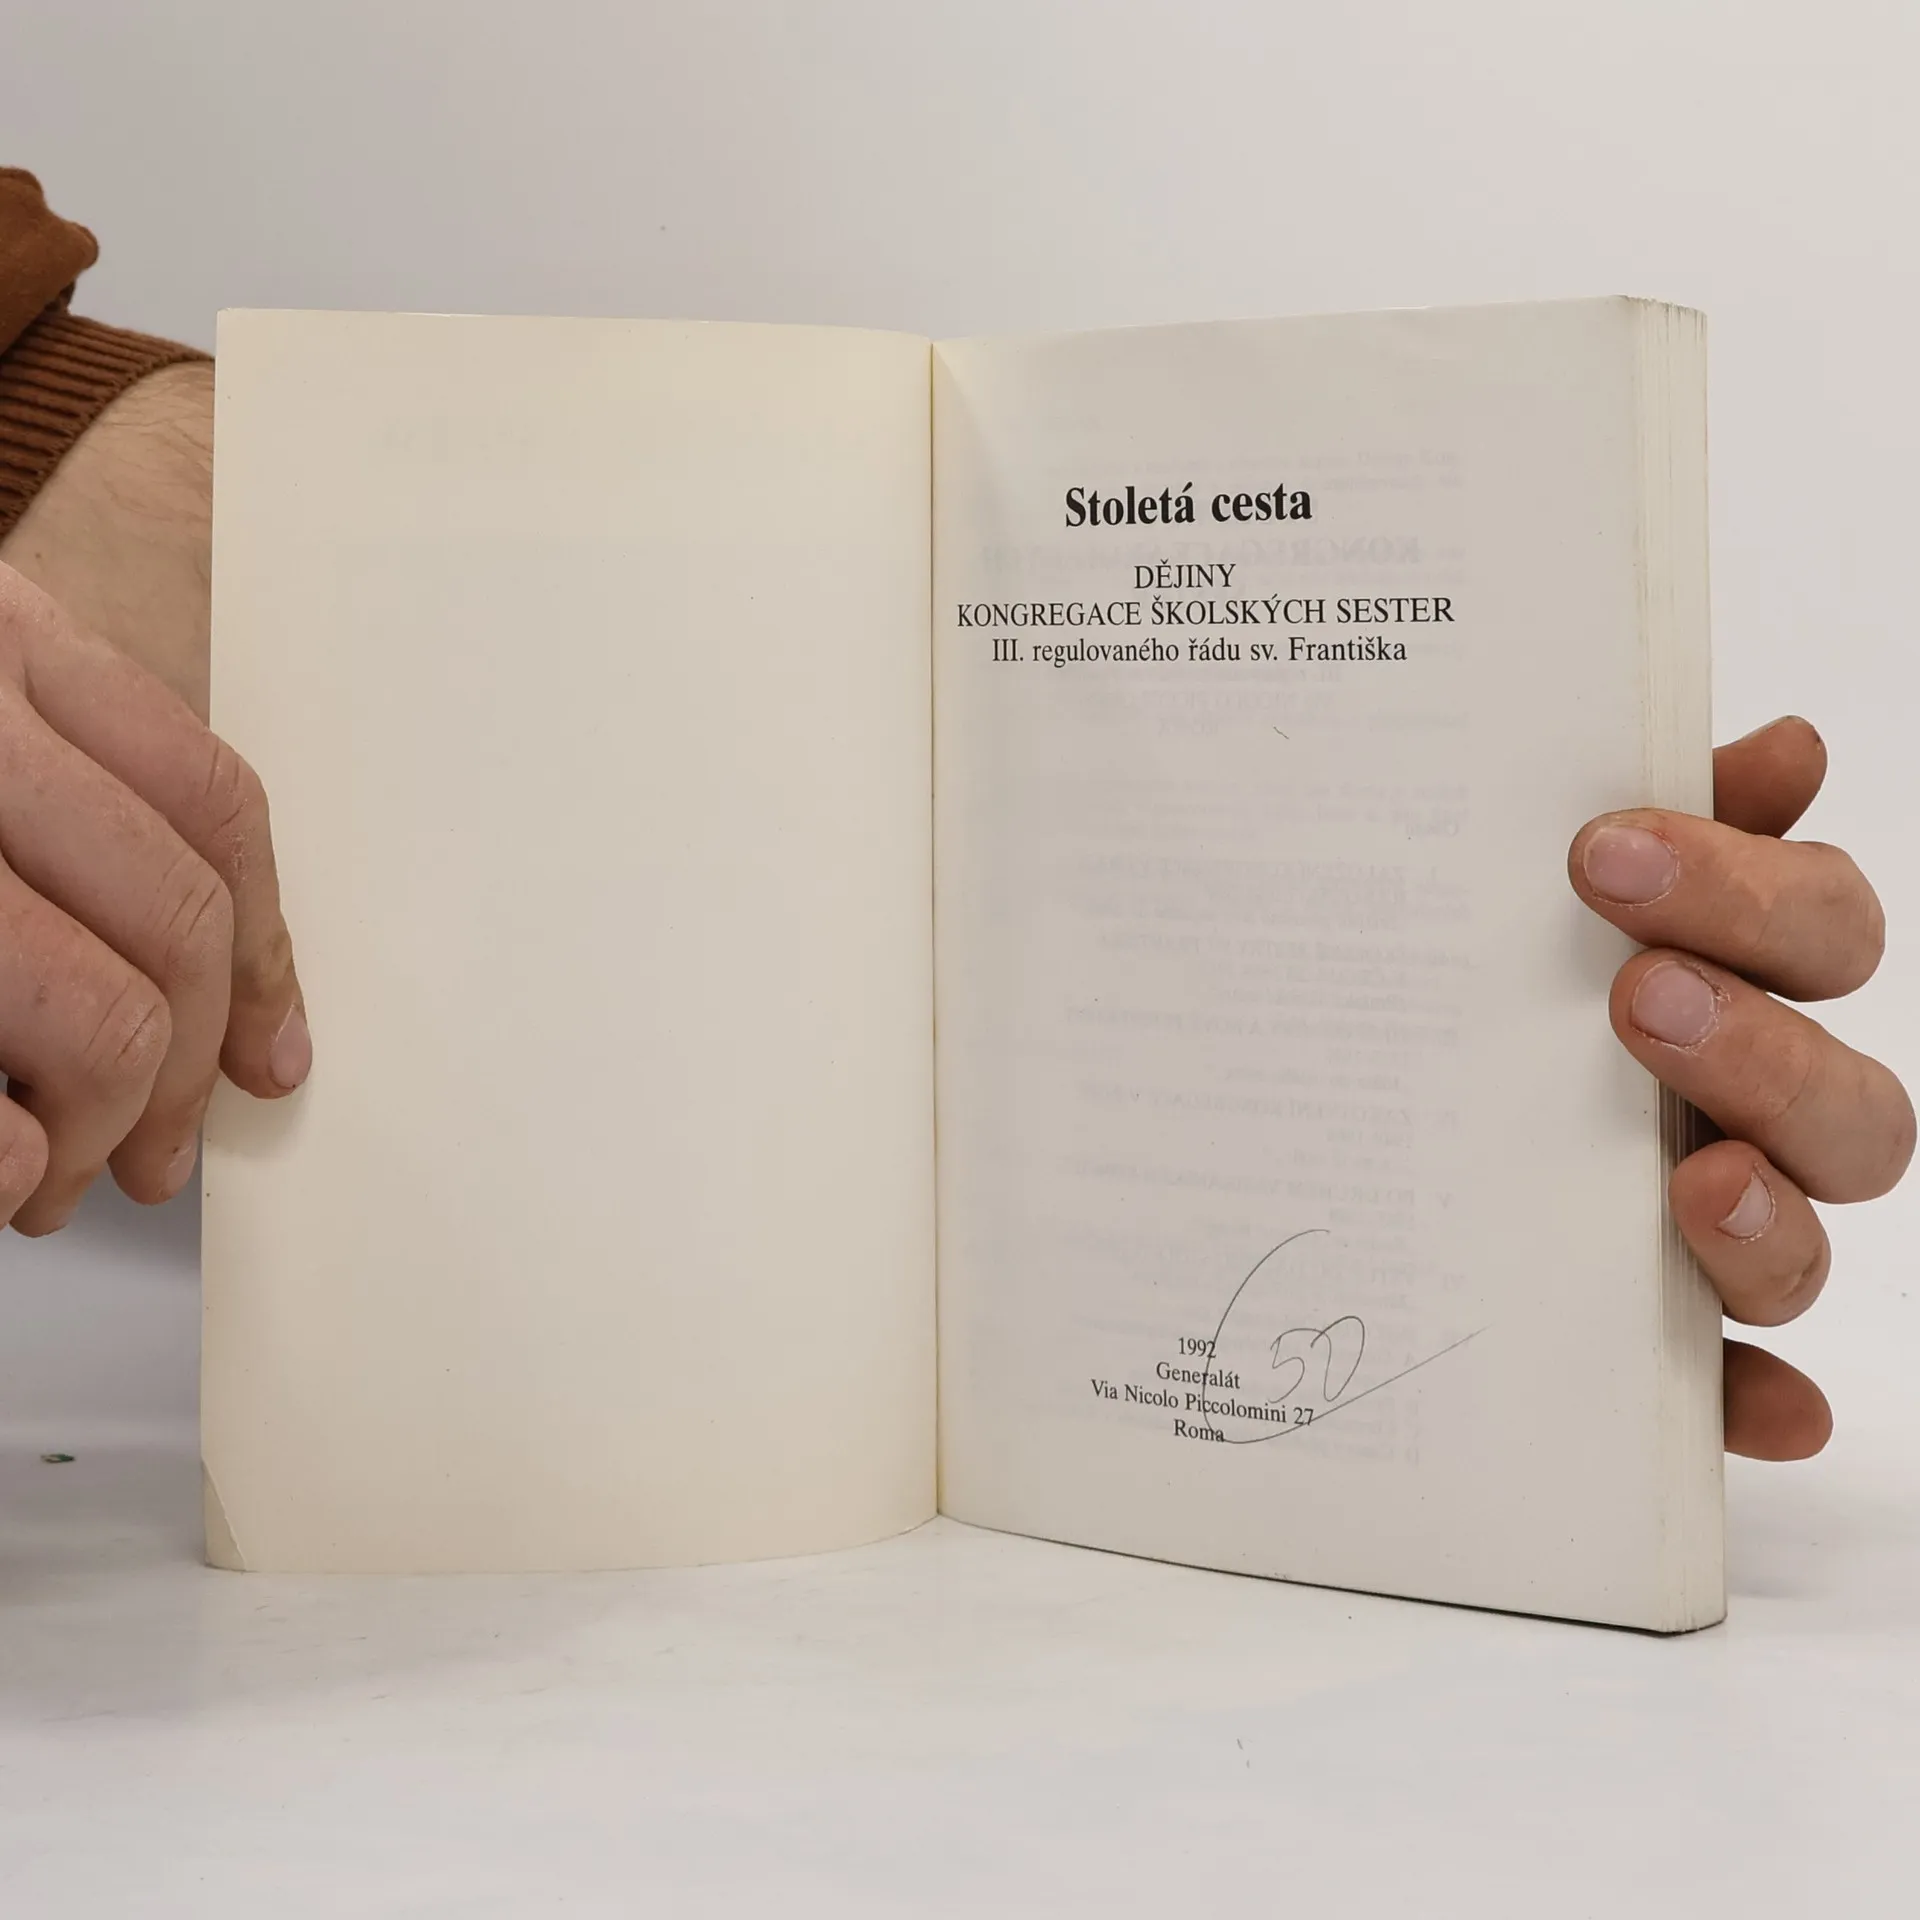 Stoletá cesta
DĚJINY
KONGREGACE ŠKOLSKÝCH SESTER
III. regulovaného řádu sv. Františka
1992
50
Generalát
Via Nicolo Piccolomini 27
Roma